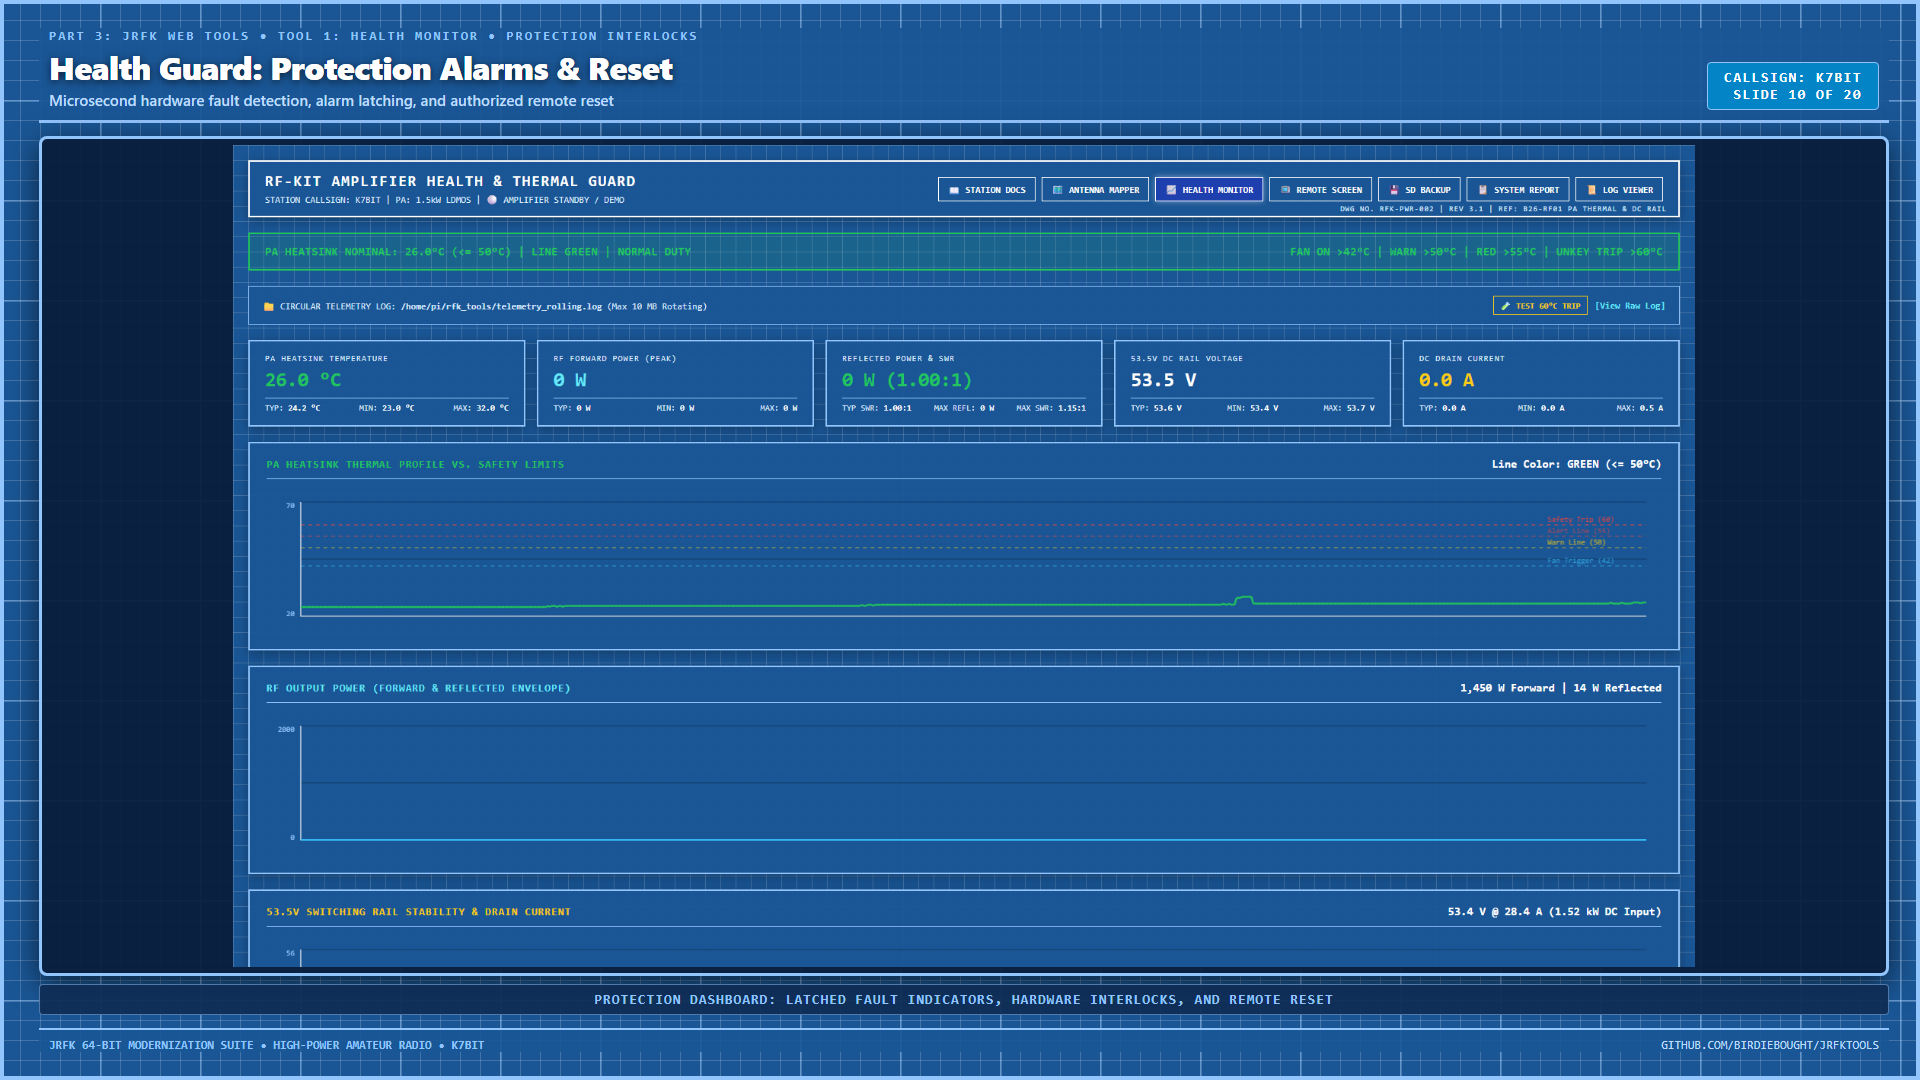 PART 3: JRFK WEB TOOLS • TOOL 1: HEALTH MONITOR • PROTECTION INTERLOCKS
Health Guard: Protection Alarms & Reset
Microsecond hardware fault detection, alarm latching, and authorized remote reset
CALLSIGN: K7BIT
SLIDE 10 OF 20
RF-KIT AMPLIFIER HEALTH & THERMAL GUARD
STATION CALLSIGN: K7BIT | PA: 1.5kW LDMOS | AMPLIFIER STANDBY / DEMO
STATION DOCS
ANTENNA MAPPER
HEALTH MONITOR
REMOTE SCREEN
SD BACKUP
SYSTEM REPORT
LOG VIEWER
DWG NO. RFK-PWR-002 | REV 3.1 | REF: B26-RF01 PA THERMAL & DC RAIL
PA HEATSINK NOMINAL: 26.0°C (<= 50°C) | LINE GREEN | NORMAL DUTY
FAN ON >42°C | WARN >50°C | RED >55°C | UNKEY TRIP >60°C
CIRCULAR TELEMETRY LOG: /home/pi/rfk_tools/telemetry_rolling.log (Max 10 MB Rotating)
TEST 60°C TRIP
[View Raw Log]
PA HEATSINK TEMPERATURE
26.0 °C
TYP: 24.2 °C MIN: 23.0 °C MAX: 32.0 °C
RF FORWARD POWER (PEAK)
0 W
TYP: 0 W MIN: 0 W MAX: 0 W
REFLECTED POWER & SWR
0 W (1.00:1)
TYP SWR: 1.00:1 MAX REFL: 0 W MAX SWR: 1.15:1
53.5V DC RAIL VOLTAGE
53.5 V
TYP: 53.6 V MIN: 53.4 V MAX: 53.7 V
DC DRAIN CURRENT
0.0 A
TYP: 0.0 A MIN: 0.0 A MAX: 0.5 A
PA HEATSINK THERMAL PROFILE VS. SAFETY LIMITS
Line Color: GREEN (<= 50°C)
70
Safety Trip (60)
Alert Line (55)
Warn Line (50)
Fan Trigger (42)
20
RF OUTPUT POWER (FORWARD & REFLECTED ENVELOPE)
1,450 W Forward | 14 W Reflected
2000
0
53.5V SWITCHING RAIL STABILITY & DRAIN CURRENT
53.4 V @ 28.4 A (1.52 kW DC Input)
56
PROTECTION DASHBOARD: LATCHED FAULT INDICATORS, HARDWARE INTERLOCKS, AND REMOTE RESET
JRFK 64-BIT MODERNIZATION SUITE • HIGH-POWER AMATEUR RADIO • K7BIT
GITHUB.COM/BIRDIEBOUGHT/JRFKTOOLS